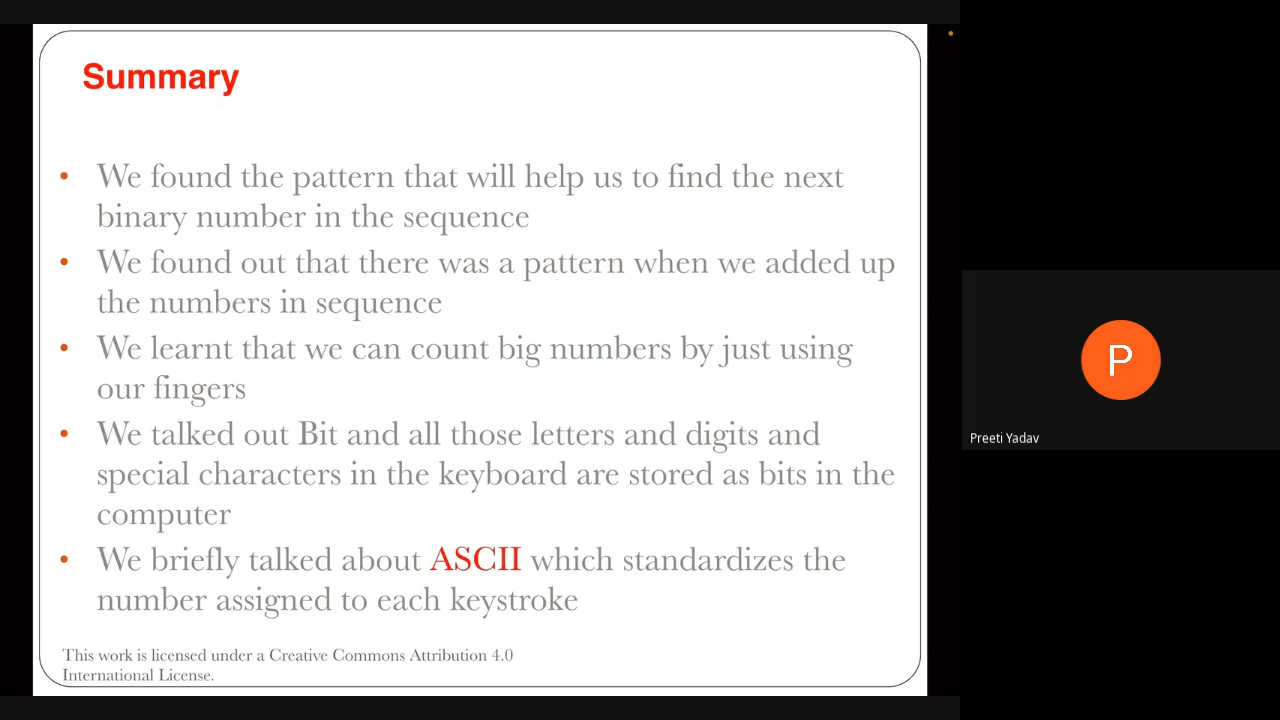 Summary
• We found the pattern that will help us to find the next
binary number in the sequence
• We found out that there was a pattern when we added up
the numbers in sequence
• We learnt that we can count big numbers by just using
our fingers
• We talked out Bit and all those letters and digits and
special characters in the keyboard are stored as bits in the
computer
• We briefly talked about ASCII which standardizes the
number assigned to each keystroke
This work is licensed under a Creative Commons Attribution 4.0
International License.
P
Preeti Yadav